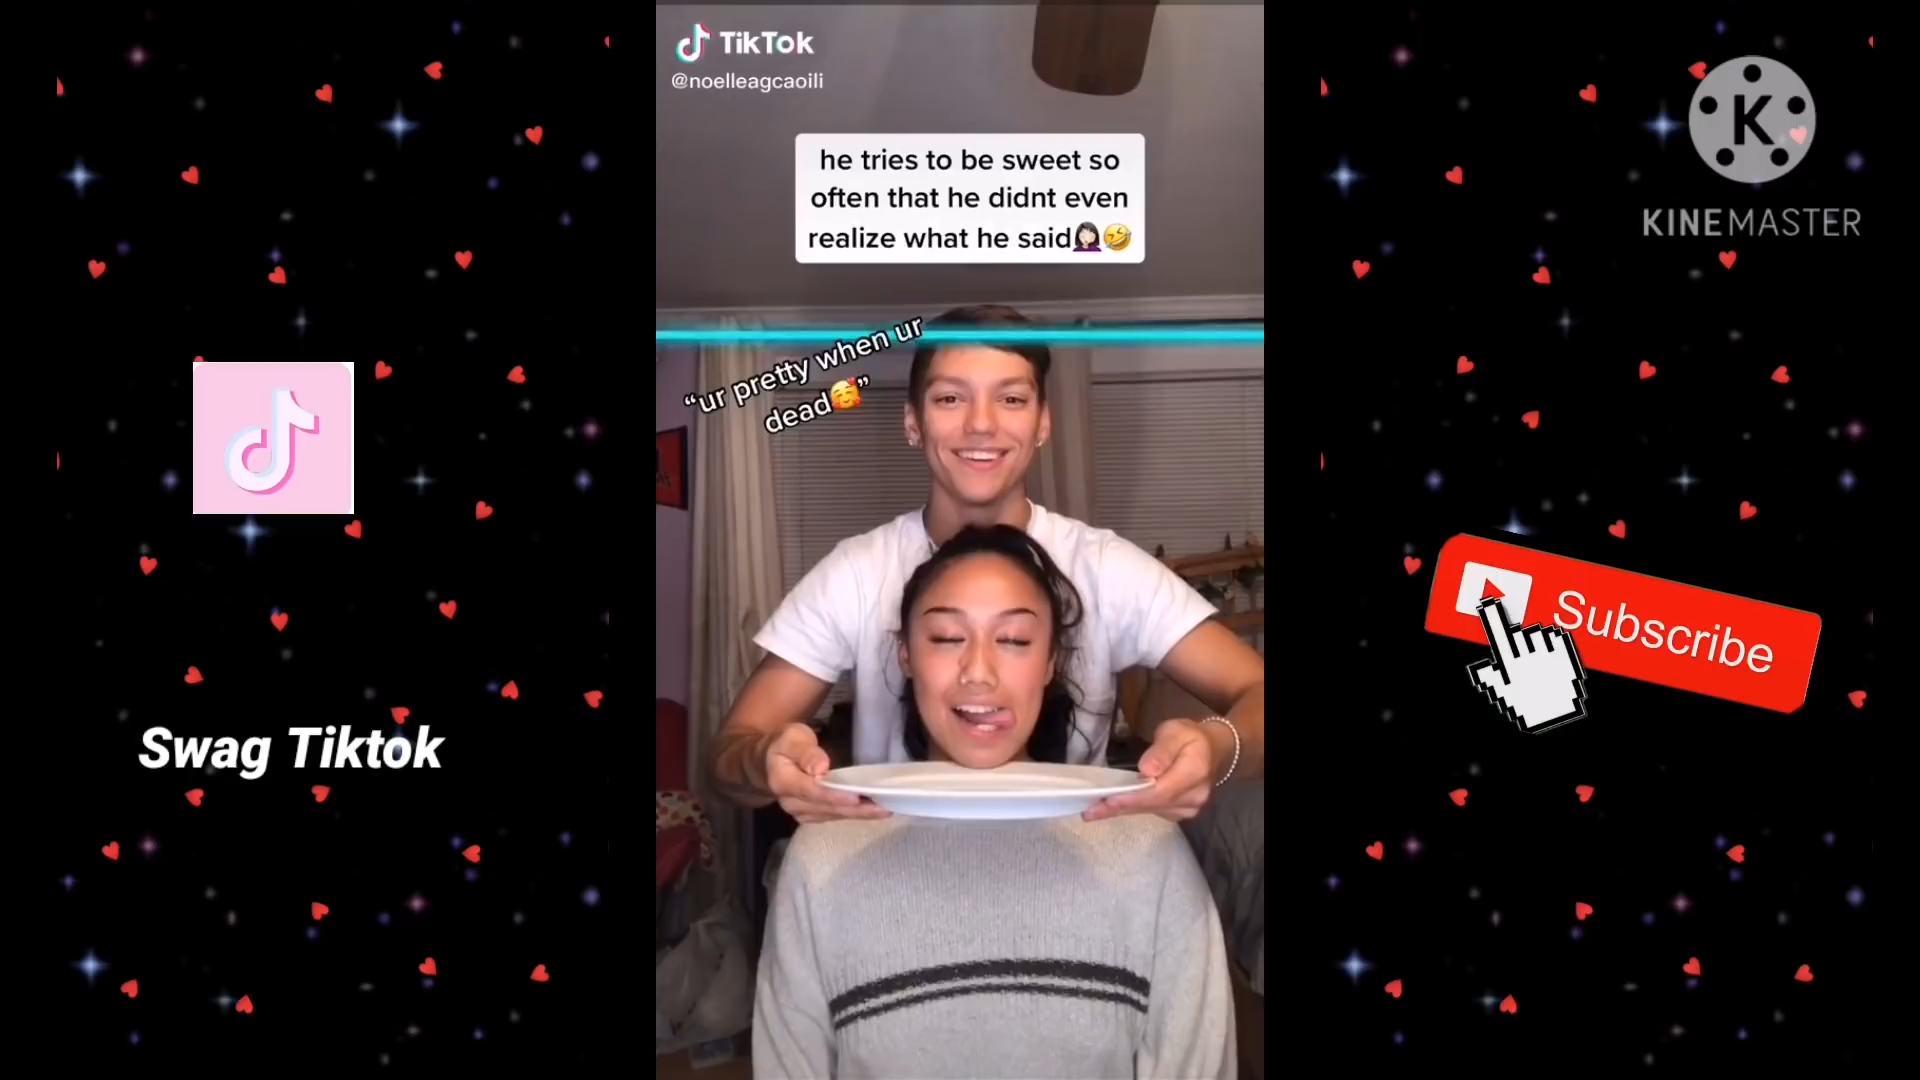 TikTok
@noelleagcaoili
he tries to be sweet so
often that he didnt even
realize what he said🤦🏻‍♀️🤣
“ur pretty when ur
dead🥰”
Swag Tiktok
K
KINEMASTER
Subscribe